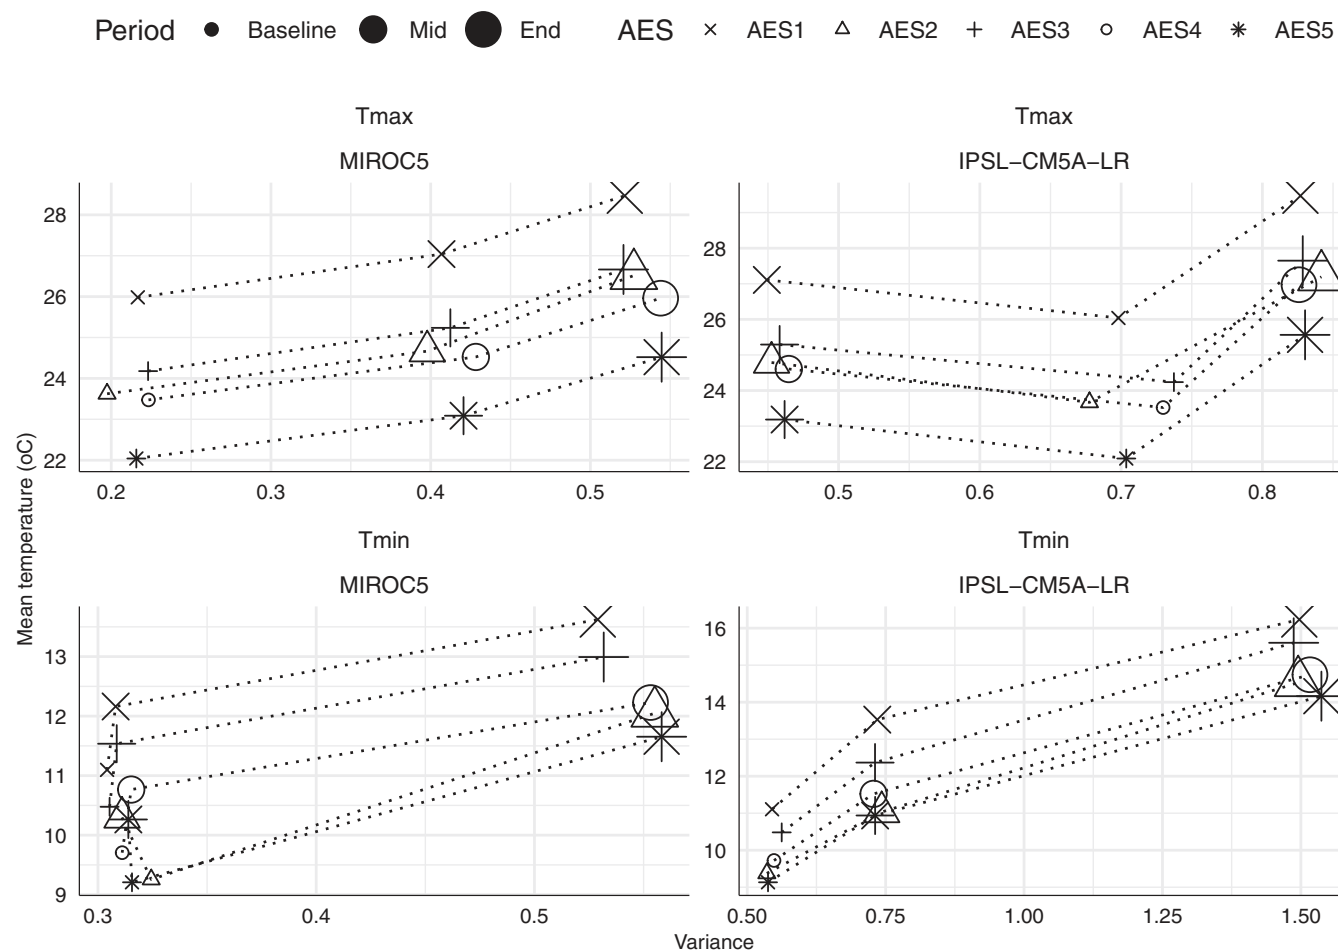 Period Baseline Mid End AES AES1 AES2 AES3 AES4 AES5
Tmax Tmax
MIROC5 IPSL−CM5A−LR
28
26
24
22
0.2 0.3 0.4 0.5
28
26
24
22
0.5 0.6 0.7 0.8
Mean temperature (oC)
Tmin Tmin
MIROC5 IPSL−CM5A−LR
13
12
11
10
9
0.3 0.4 0.5
16
14
12
10
0.50 0.75 1.00 1.25 1.50
Variance